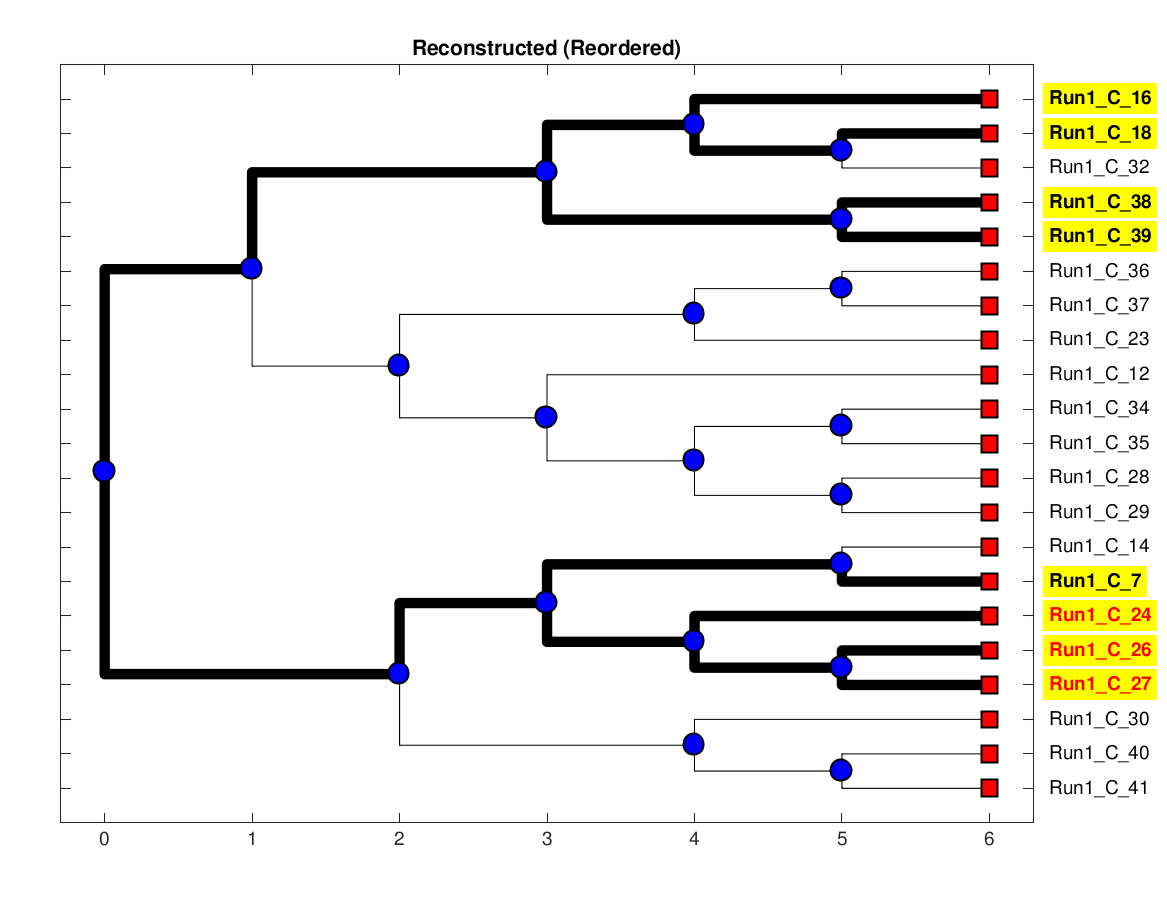 Reconstructed (Reordered)
Run1_C_16
Run1_C_18
Run1_C_32
Run1_C_38
Run1_C_39
Run1_C_36
Run1_C_37
Run1_C_23
Run1_C_12
Run1_C_34
Run1_C_35
Run1_C_28
Run1_C_29
Run1_C_14
Run1_C_7
Run1_C_24
Run1_C_26
Run1_C_27
Run1_C_30
Run1_C_40
Run1_C_41
0 1 2 3 4 5 6